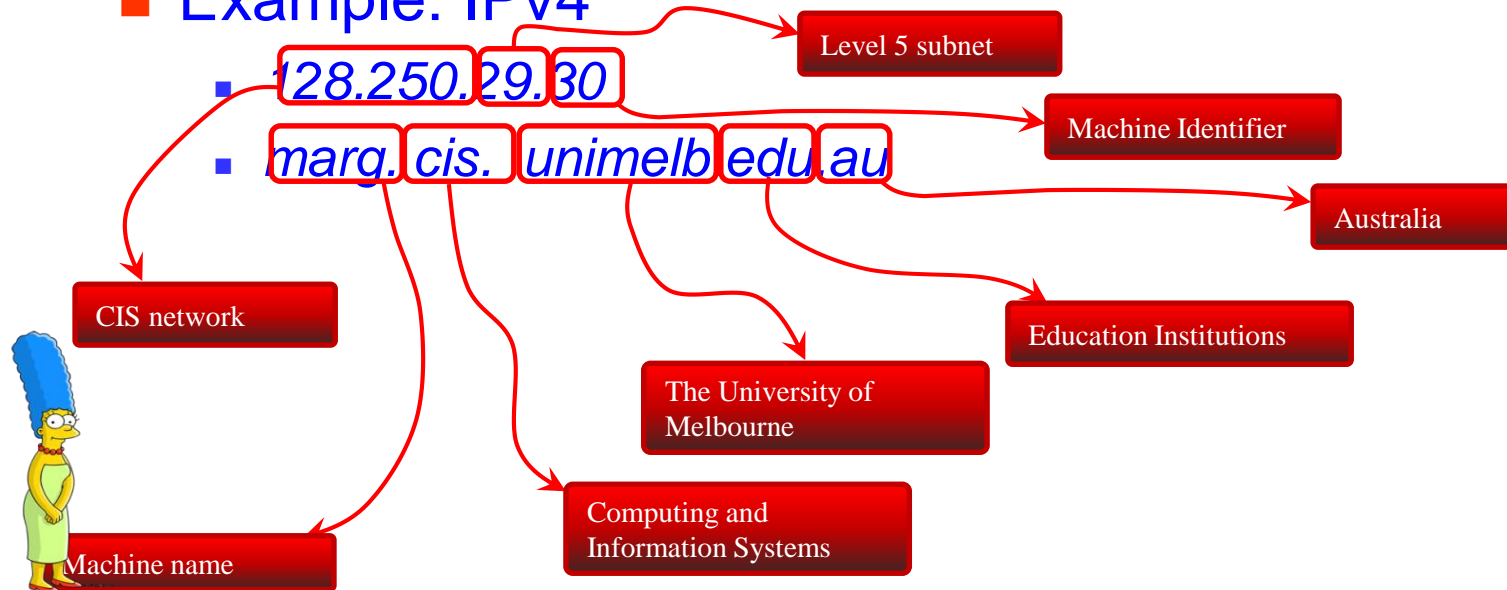 Example: IPv4
128.250.29.30
marg. cis. unimelb edu.au
Level 5 subnet
Machine Identifier
Australia
CIS network
Education Institutions
The University of
Melbourne
Computing and
Information Systems
Machine name